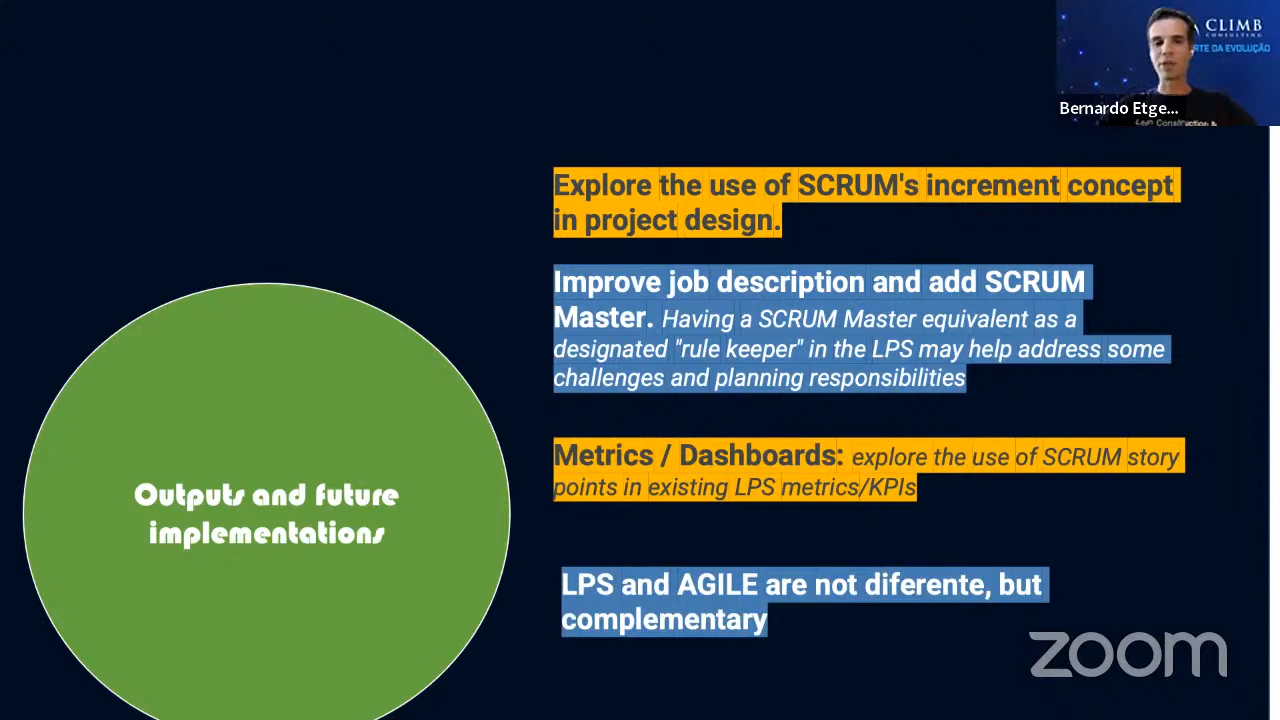 CLIMB
CONSULTING
RTE DA EVOLUÇÃO
Bernardo Etge...
Lean Construction
Explore the use of SCRUM's increment concept
in project design.
Improve job description and add SCRUM
Master. Having a SCRUM Master equivalent as a
designated "rule keeper" in the LPS may help address some
challenges and planning responsibilities
Metrics / Dashboards: explore the use of SCRUM story
points in existing LPS metrics/KPIs
Outputs and future
implementations
LPS and AGILE are not diferente, but
complementary
zoom